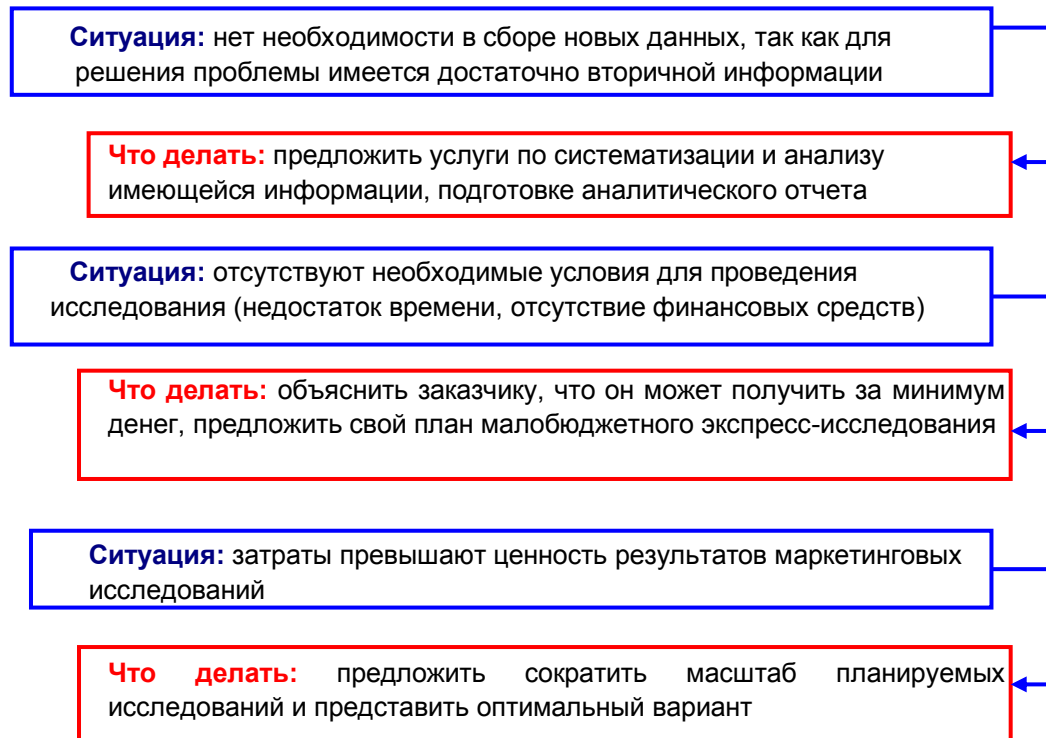 Ситуация: нет необходимости в сборе новых данных, так как для
решения проблемы имеется достаточно вторичной информации
Что делать: предложить услуги по систематизации и анализу
имеющейся информации, подготовке аналитического отчета
Ситуация: отсутствуют необходимые условия для проведения
исследования (недостаток времени, отсутствие финансовых средств)
Что делать: объяснить заказчику, что он может получить за минимум
денег, предложить свой план малобюджетного экспресс-исследования
Ситуация: затраты превышают ценность результатов маркетинговых
исследований
Что делать: предложить сократить масштаб планируемых
исследований и представить оптимальный вариант